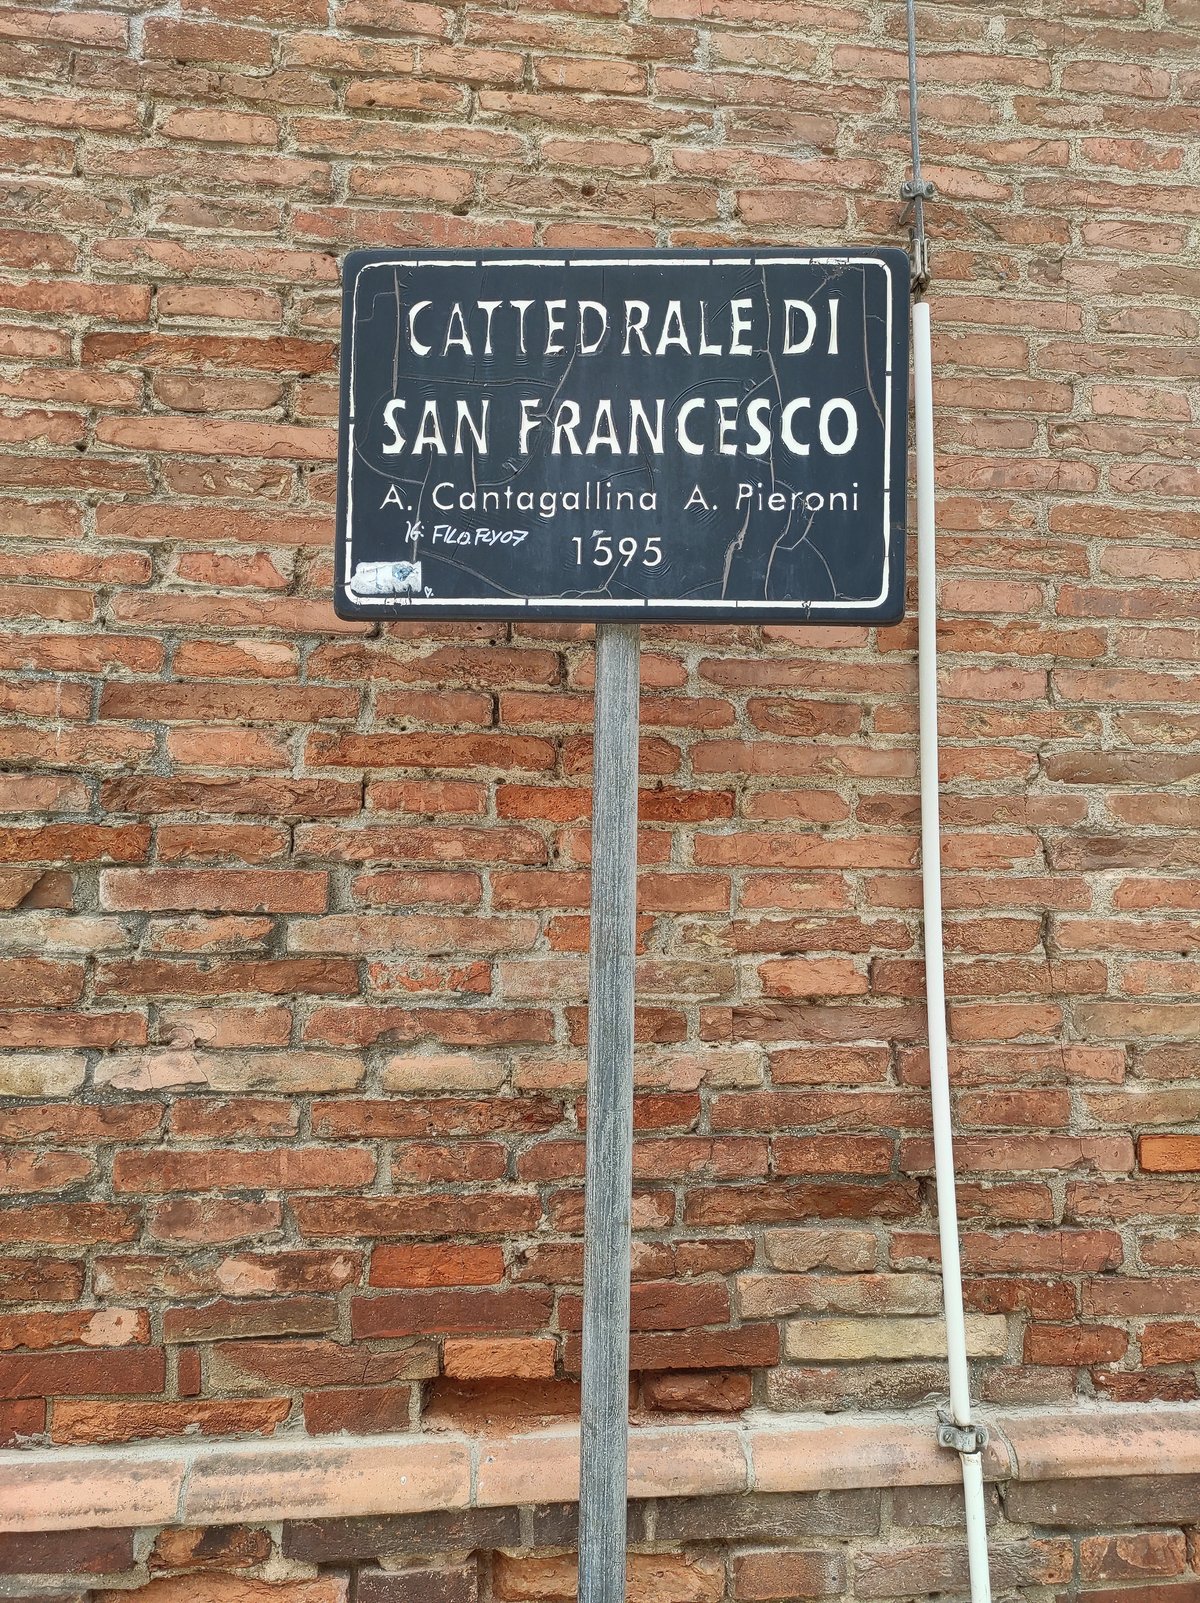 CATTEDRALE DI
SAN FRANCESCO
A. Cantagallina A. Pieroni
1595